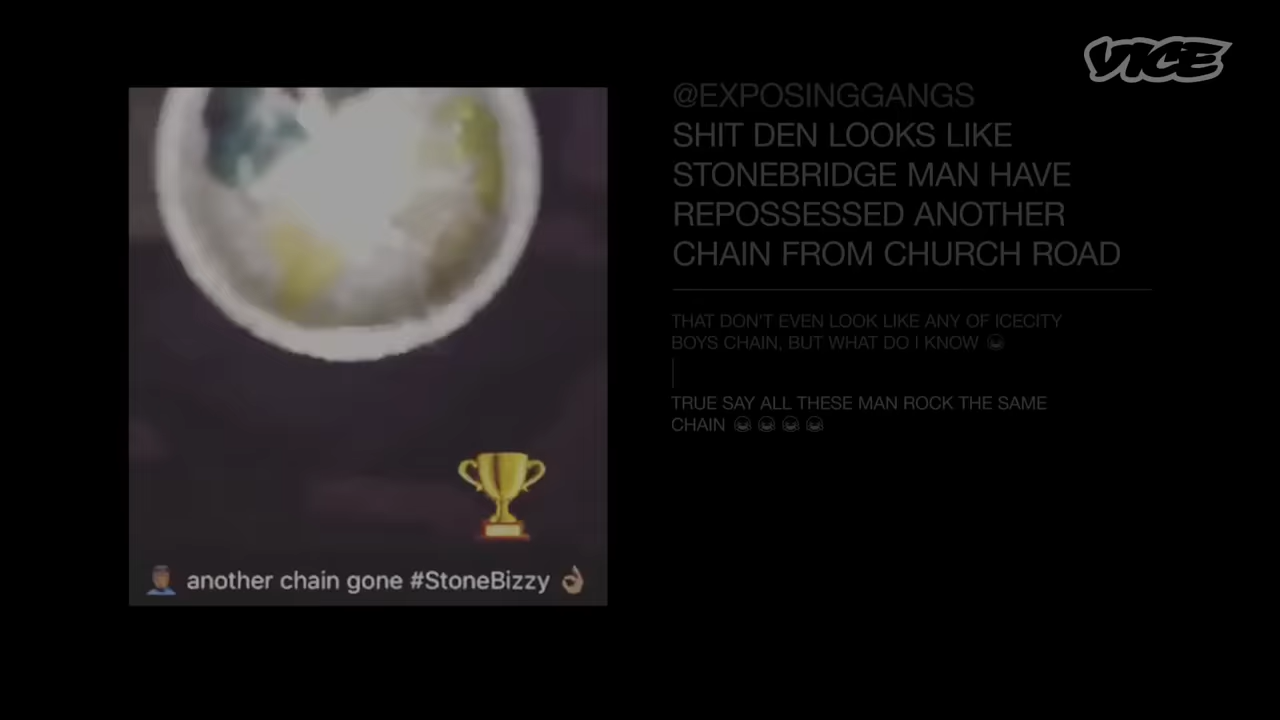 VICE
@EXPOSINGGANGS
SHIT DEN LOOKS LIKE
STONEBRIDGE MAN HAVE
REPOSSESSED ANOTHER
CHAIN FROM CHURCH ROAD
THAT DON'T EVEN LOOK LIKE ANY OF ICECITY
BOYS CHAIN, BUT WHAT DO I KNOW 😂
TRUE SAY ALL THESE MAN ROCK THE SAME
CHAIN 😂 😂 😂 😂
👮🏽‍♂️ another chain gone #StoneBizzy 👌🏽